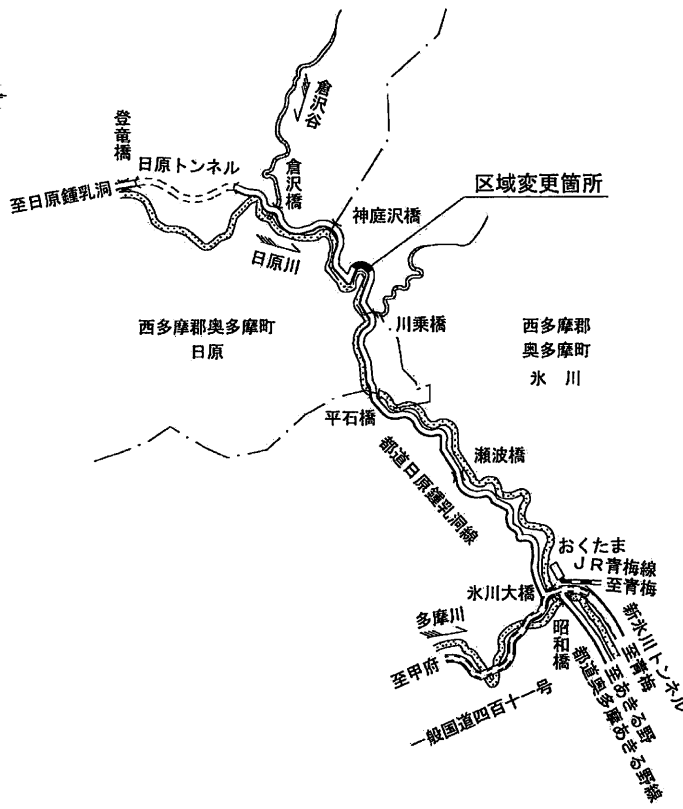 倉沢谷
登竜橋
日原トンネル
倉沢橋
至日原鍾乳洞
区域変更箇所
神庭沢橋
日原川
西多摩郡奥多摩町
日原
川乗橋
西多摩郡
奥多摩町
氷川
平石橋
都道日原鍾乳洞線
瀬波橋
おくたま
JR青梅線
至青梅
氷川大橋
多摩川
昭和橋
新氷川トンネル
至青梅
至あきる野
都道奥多摩あきる野線
至甲府
一般国道四百十一号